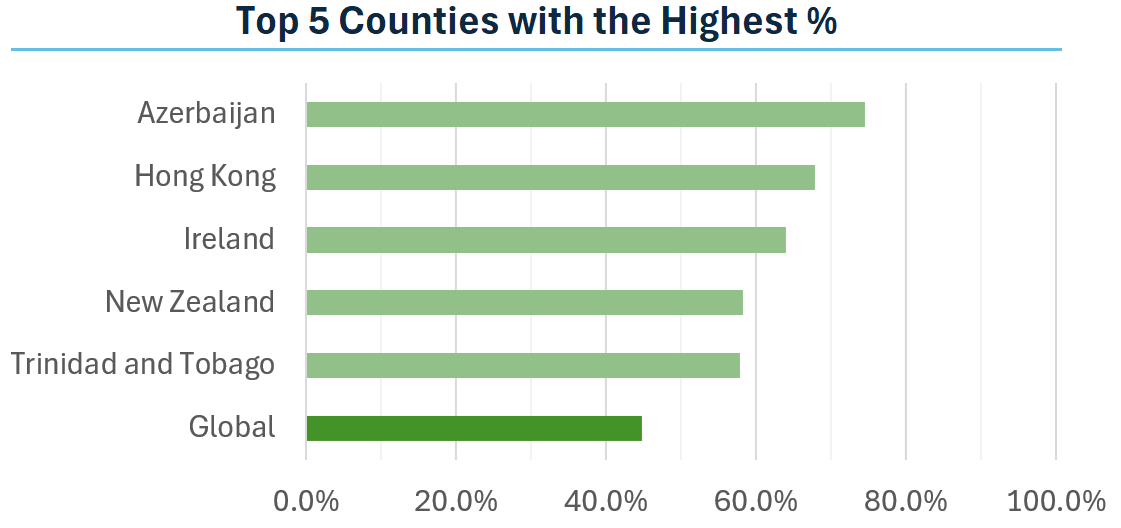 Top 5 Counties with the Highest %
Azerbaijan
Hong Kong
Ireland
New Zealand
Trinidad and Tobago
Global
0.0% 20.0% 40.0% 60.0% 80.0% 100.0%